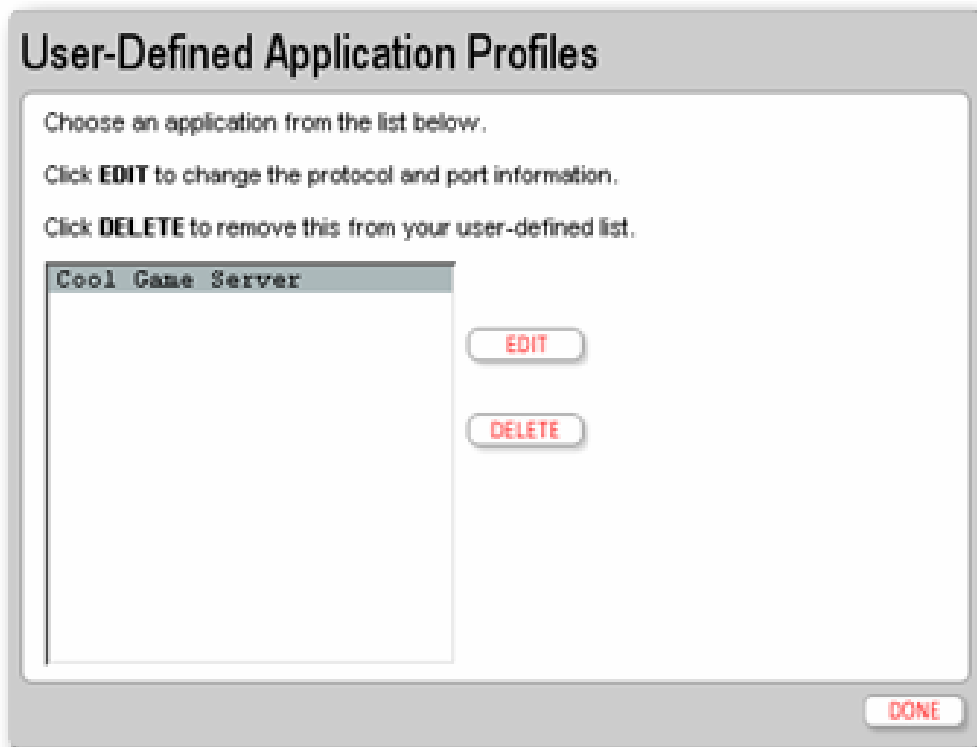 User-Defined Application Profiles
Choose an application from the list below.
Click EDIT to change the protocol and port information.
Click DELETE to remove this from your user-defined list.
Cool Game Server
EDIT
DELETE
DONE